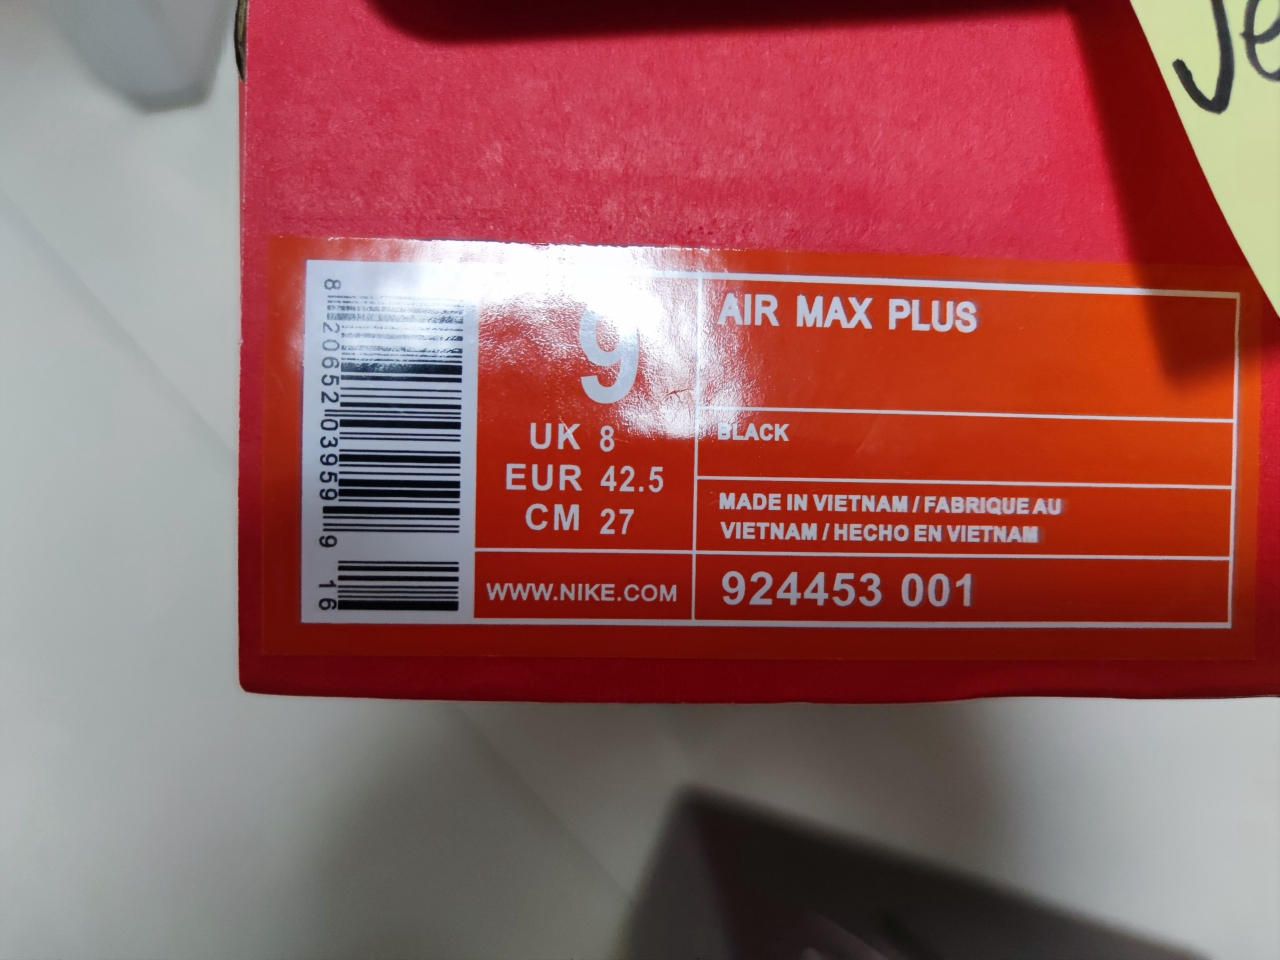 Je
8 20652 03959 9 16
9
UK 8
EUR 42.5
CM 27
WWW.NIKE.COM
AIR MAX PLUS
BLACK
MADE IN VIETNAM / FABRIQUE AU
VIETNAM / HECHO EN VIETNAM
924453 001